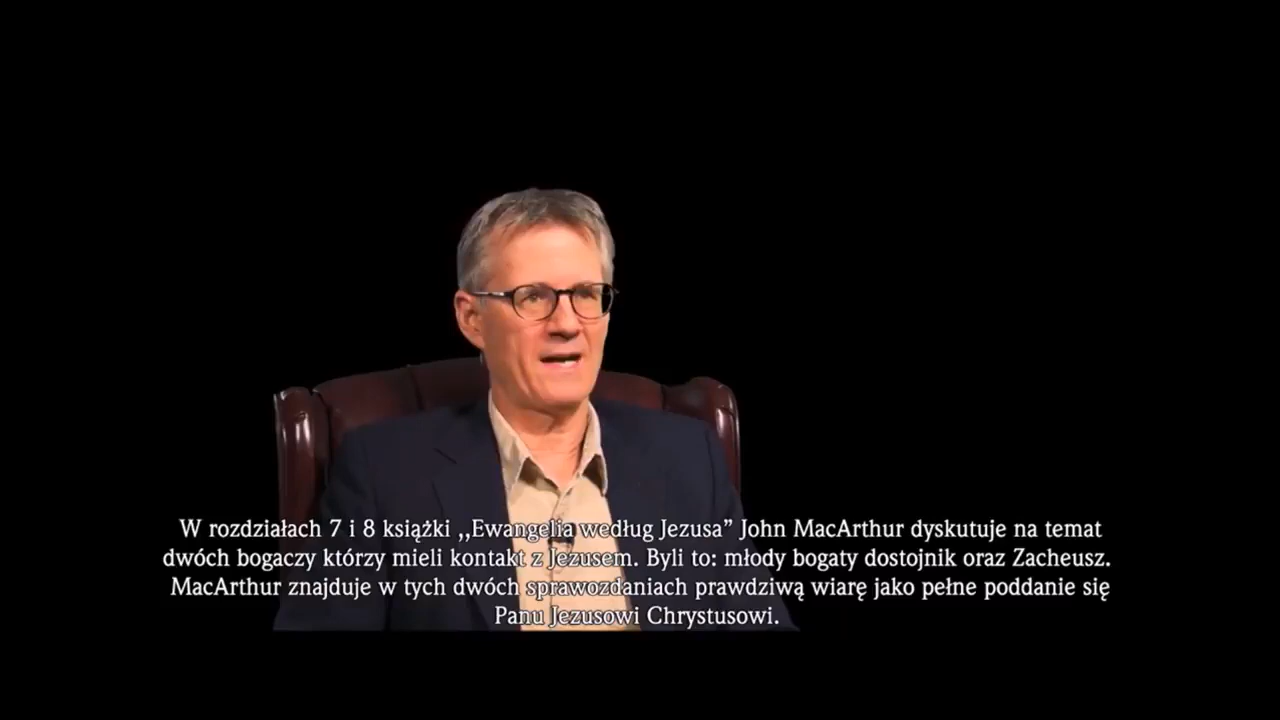 W rozdziałach 7 i 8 książki ,,Ewangelia według Jezusa” John MacArthur dyskutuje na temat
dwóch bogaczy którzy mieli kontakt z Jezusem. Byli to: młody bogaty dostojnik oraz Zacheusz.
MacArthur znajduje w tych dwóch sprawozdaniach prawdziwą wiarę jako pełne poddanie się
Panu Jezusowi Chrystusowi.